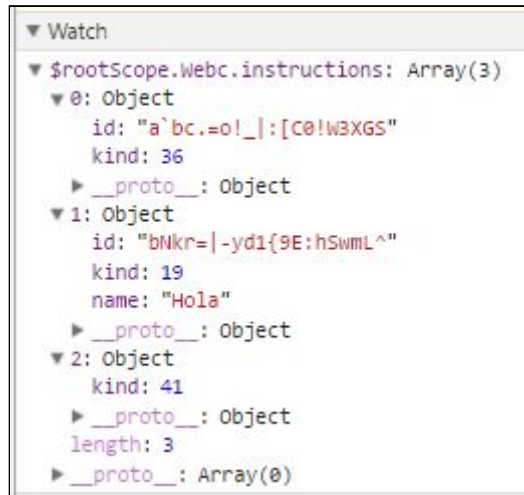 ▼ Watch
▼ $rootScope.Webc.instructions: Array(3)
▼ 0: Object
id: "a`bc.=o!_|:[C0!W3XGS"
kind: 36
▶ __proto__: Object
▼ 1: Object
id: "bNkr=|-yd1{9E:hSwmL^"
kind: 19
name: "Hola"
▶ __proto__: Object
▼ 2: Object
kind: 41
▶ __proto__: Object
length: 3
▶ __proto__: Array(0)